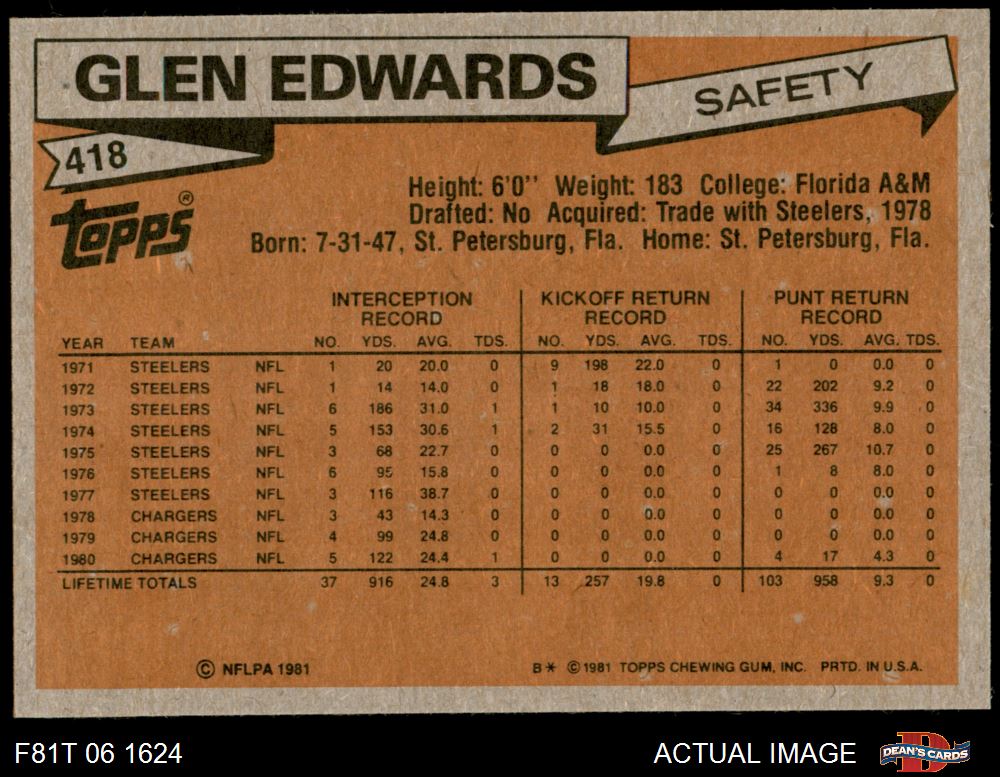 GLEN EDWARDS
SAFETY
418
Topps®
Height: 6'0'' Weight: 183 College: Florida A&M
Drafted: No Acquired: Trade with Steelers, 1978
Born: 7-31-47, St. Petersburg, Fla. Home: St. Petersburg, Fla.
INTERCEPTION RECORD KICKOFF RETURN RECORD PUNT RETURN RECORD
YEAR TEAM NO. YDS. AVG. TDS. NO. YDS. AVG. TDS. NO. YDS. AVG. TDS.
1971 STEELERS NFL 1 20 20.0 0 9 198 22.0 0 1 0 0.0 0
1972 STEELERS NFL 1 14 14.0 0 1 18 18.0 0 22 202 9.2 0
1973 STEELERS NFL 6 186 31.0 1 1 10 10.0 0 34 336 9.9 0
1974 STEELERS NFL 5 153 30.6 1 2 31 15.5 0 16 128 8.0 0
1975 STEELERS NFL 3 68 22.7 0 0 0 0.0 0 25 267 10.7 0
1976 STEELERS NFL 6 95 15.8 0 0 0 0.0 0 1 8 8.0 0
1977 STEELERS NFL 3 116 38.7 0 0 0 0.0 0 0 0 0.0 0
1978 CHARGERS NFL 3 43 14.3 0 0 0 0.0 0 0 0 0.0 0
1979 CHARGERS NFL 4 99 24.8 0 0 0 0.0 0 0 0 0.0 0
1980 CHARGERS NFL 5 122 24.4 1 0 0 0.0 0 4 17 4.3 0
LIFETIME TOTALS 37 916 24.8 3 13 257 19.8 0 103 958 9.3 0
© NFLPA 1981 B* © 1981 TOPPS CHEWING GUM, INC. PRTD. IN U.S.A.
F81T 06 1624 ACTUAL IMAGE D DEAN'S CARDS